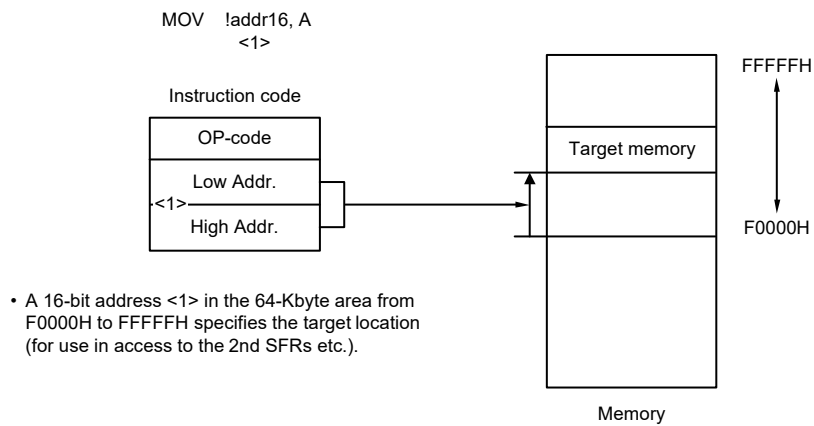 MOV !addr16, A
<1>
Instruction code
OP-code
Low Addr.
<1>
High Addr.
FFFFFH
Target memory
F0000H
• A 16-bit address <1> in the 64-Kbyte area from
F0000H to FFFFFH specifies the target location
(for use in access to the 2nd SFRs etc.).
Memory